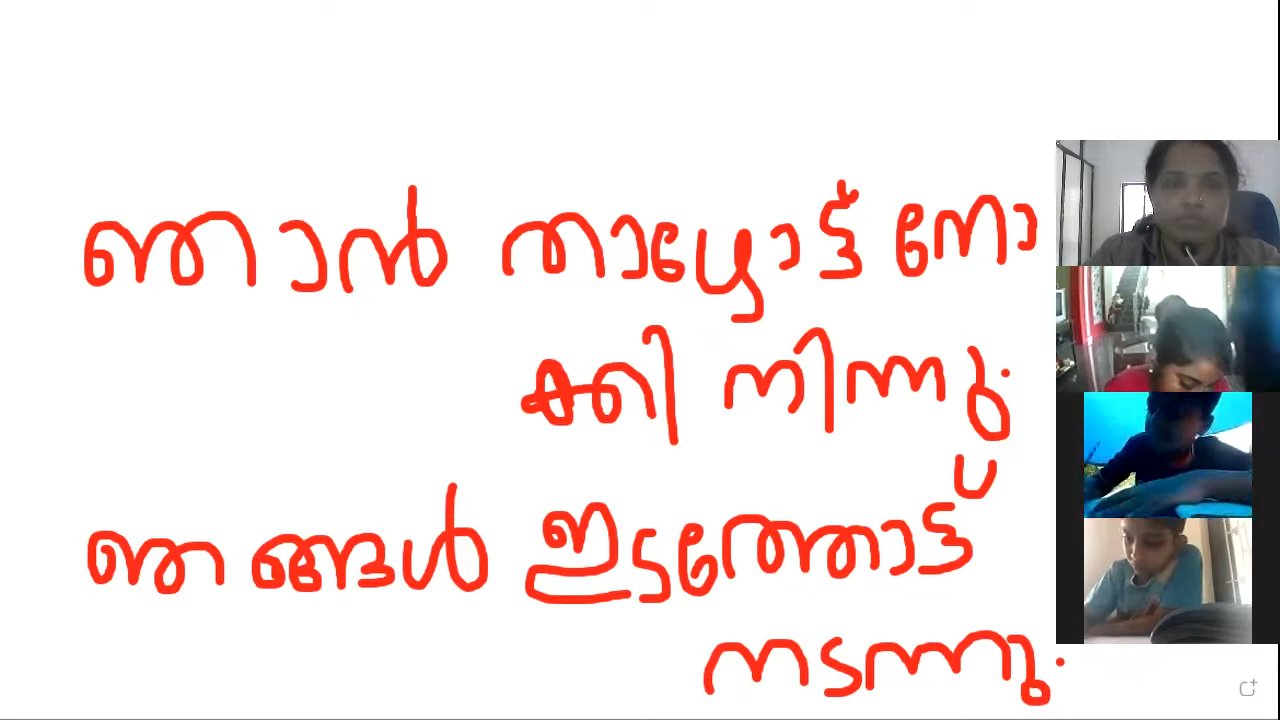 ഞാൻ താഴോട്ട് നോ
ക്കി നിന്നു.
ഞങ്ങൾ ഇടത്തോട്ട്
നടന്നു.